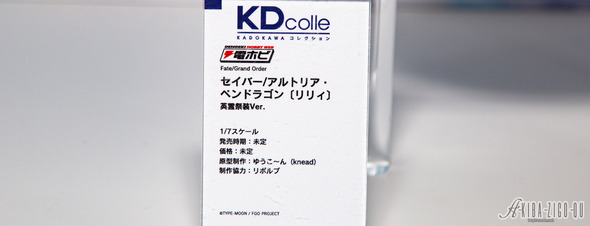 KDcolle
KADOKAWA コレクション
DENGEKI HOBBY WEB
電ホビ
Fate/Grand Order
セイバー/アルトリア・
ペンドラゴン〔リリィ〕
英霊祭装Ver.
1/7スケール
発売時期：未定
価格：未定
原型制作：ゆうこ〜ん（knead）
制作協力：リボルブ
©TYPE-MOON / FGO PROJECT
AKIBA-ZIGO-KU